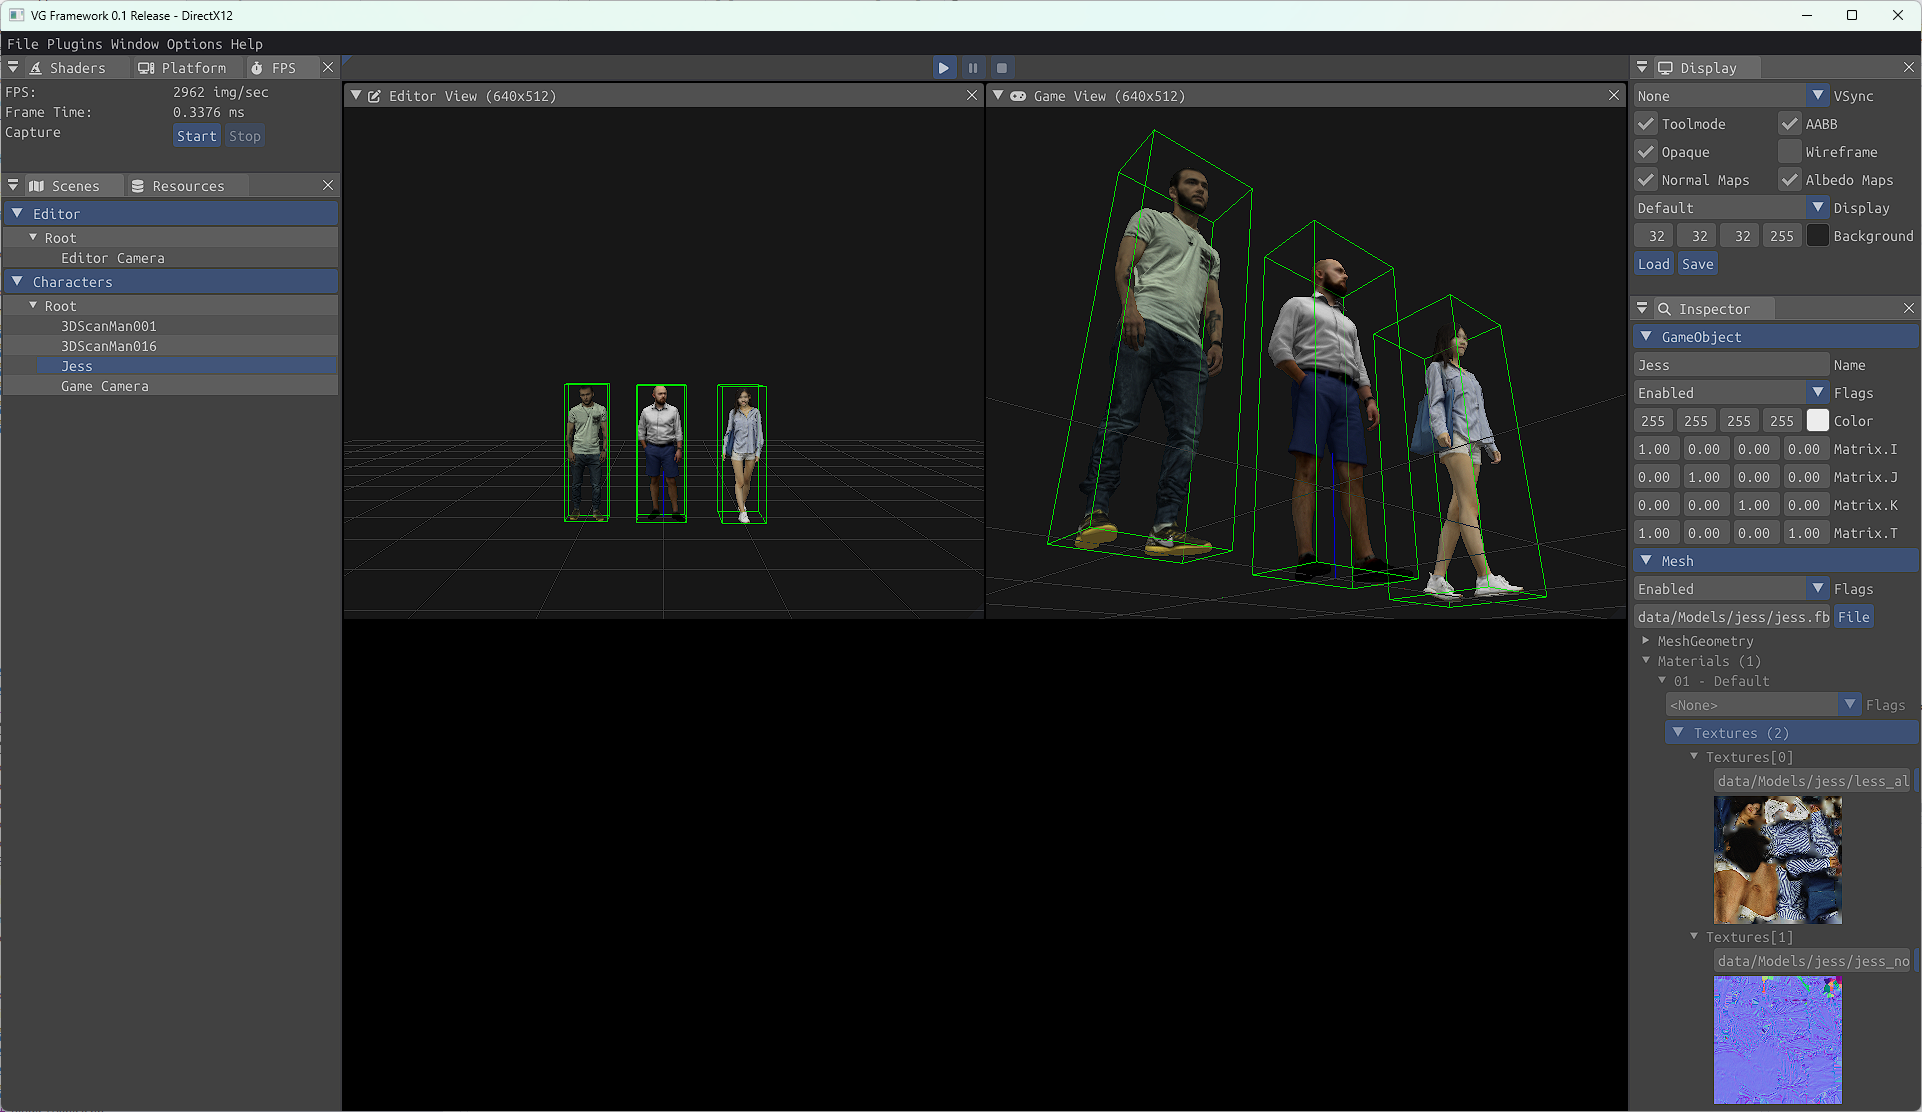 VG Framework 0.1 Release - DirectX12
File Plugins Window Options Help
Shaders Platform FPS
FPS: 2962 img/sec
Frame Time: 0.3376 ms
Capture Start Stop
Scenes Resources
Editor
Root
Editor Camera
Characters
Root
3DScanMan001
3DScanMan016
Jess
Game Camera
Editor View (640x512)
Game View (640x512)
Display
None VSync
Toolmode AABB
Opaque Wireframe
Normal Maps Albedo Maps
Default Display
32 32 32 255 Background
Load Save
Inspector
GameObject
Jess Name
Enabled Flags
255 255 255 255 Color
1.00 0.00 0.00 0.00 Matrix.I
0.00 1.00 0.00 0.00 Matrix.J
0.00 0.00 1.00 0.00 Matrix.K
1.00 0.00 0.00 1.00 Matrix.T
Mesh
Enabled Flags
data/Models/jess/jess.fb File
MeshGeometry
Materials (1)
01 - Default
<None> Flags
Textures (2)
Textures[0]
data/Models/jess/less_al
Textures[1]
data/Models/jess/jess_no